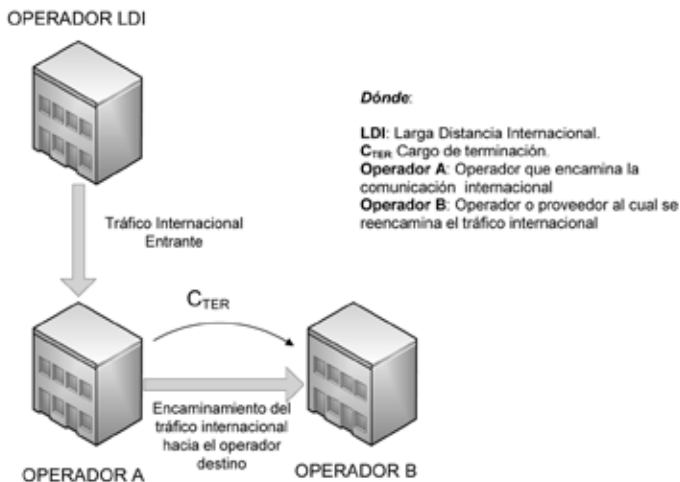 OPERADOR LDI
Dónde:
LDI: Larga Distancia Internacional.
CTER: Cargo de terminación.
Operador A: Operador que encamina la
comunicación internacional
Operador B: Operador o proveedor al cual se
reencamina el tráfico internacional
Tráfico Internacional
Entrante
CTER
Encaminamiento del
tráfico internacional
hacia el operador
destino
OPERADOR A
OPERADOR B